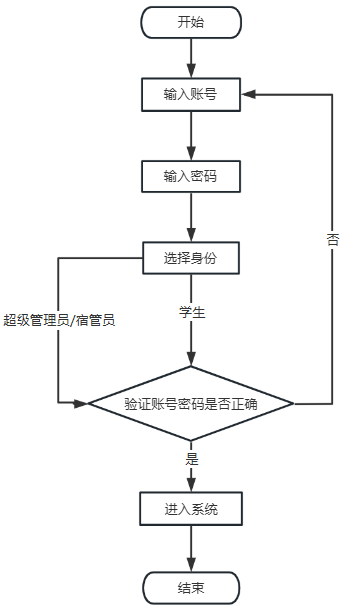 开始
输入账号
输入密码
选择身份
否
学生
超级管理员/宿管员
验证账号密码是否正确
是
进入系统
结束